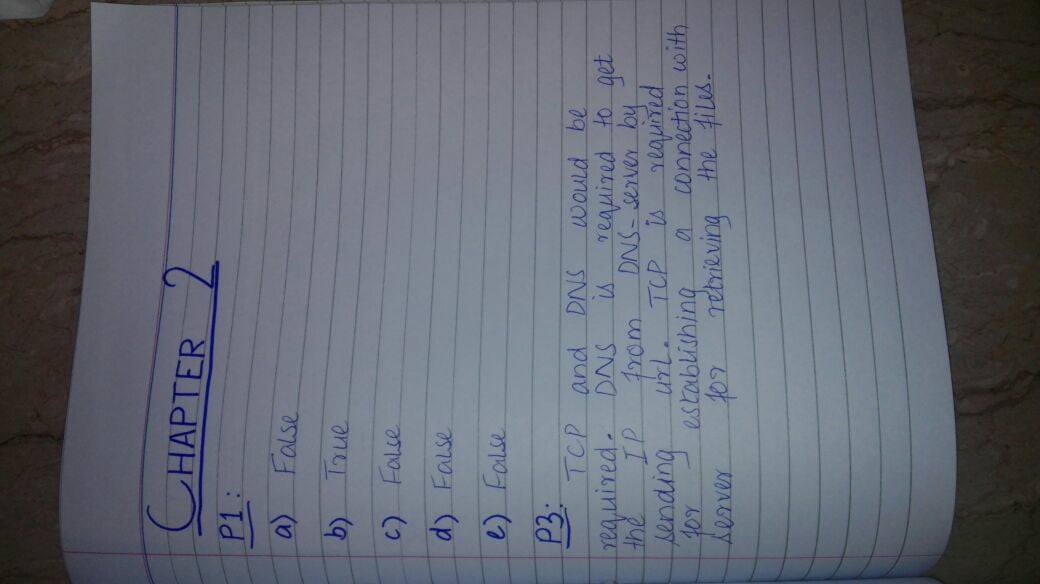 CHAPTER 2
P1:
a) False
b) True
c) False
d) False
e) False
P3:
TCP and DNS would be
required. DNS is required to get
the IP from DNS-server by
sending url. TCP is required
for establishing a connection with
server for retrieving the files.